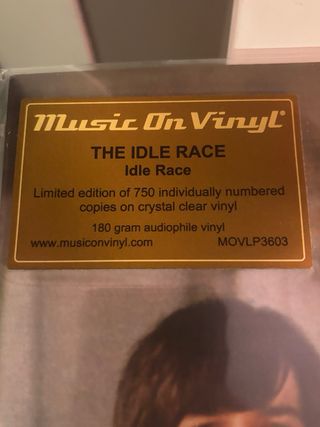 Music On Vinyl®
THE IDLE RACE
Idle Race
Limited edition of 750 individually numbered
copies on crystal clear vinyl
180 gram audiophile vinyl
www.musiconvinyl.com MOVLP3603